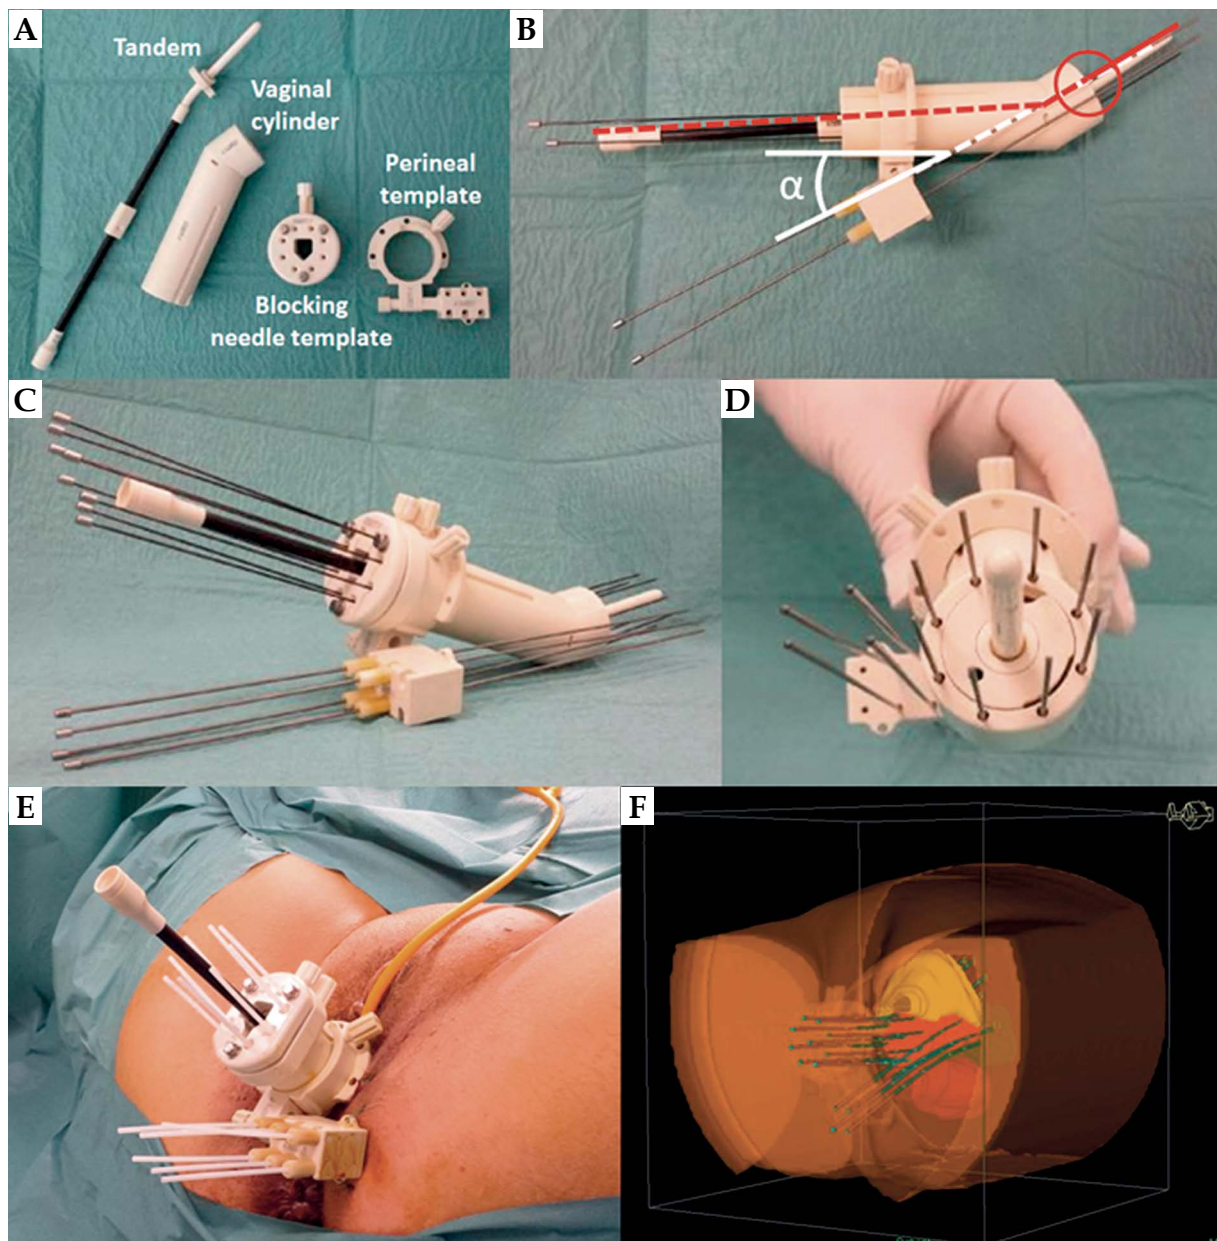 A
Tandem
Vaginal
cylinder
Perineal
template
Blocking
needle template
B
α
C
D
E
F